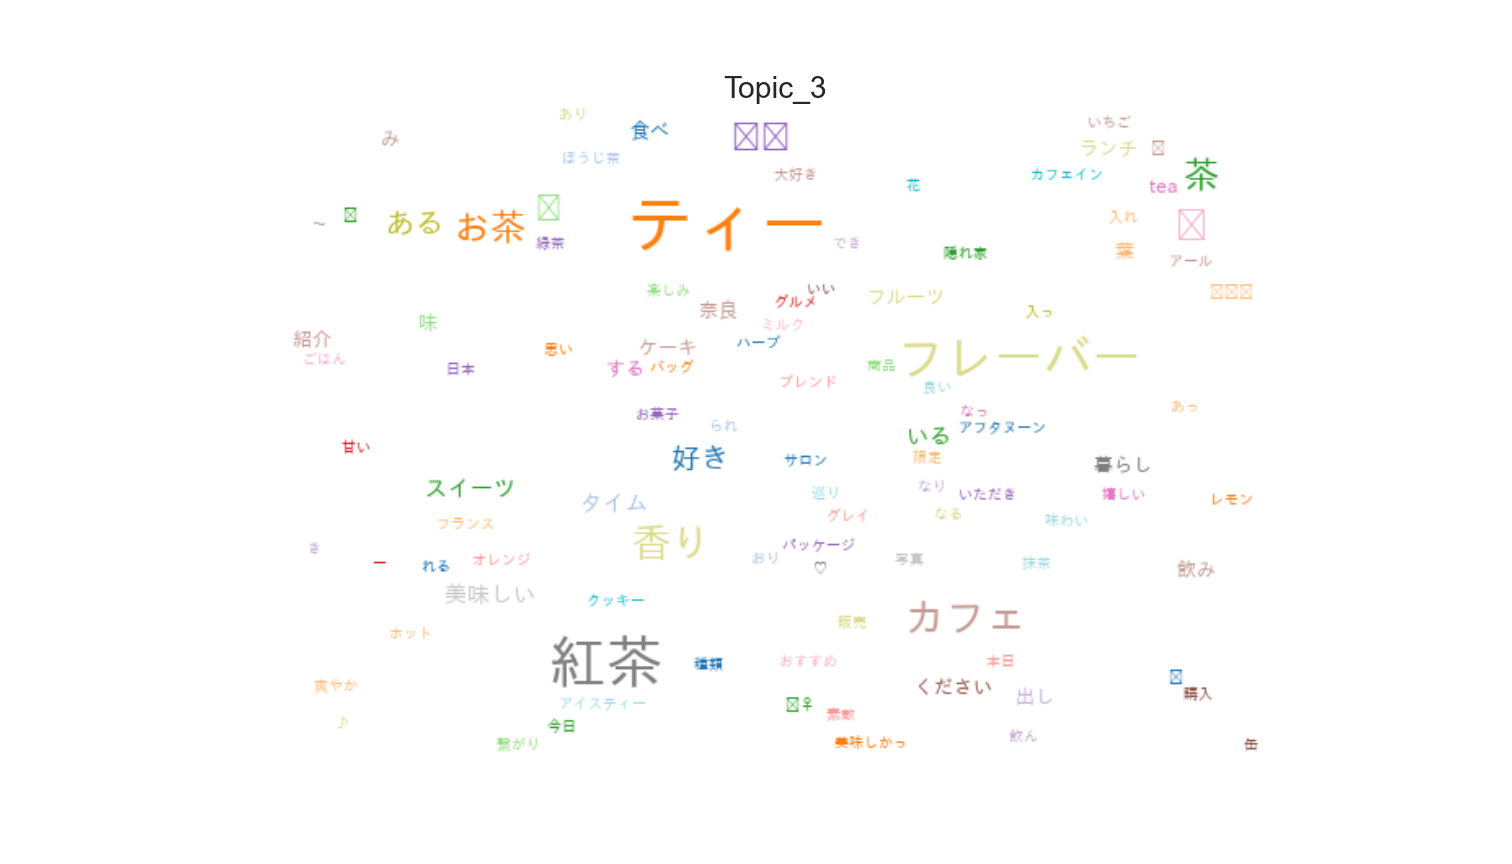 Topic_3
あり
いちご
食べ
み
ランチ
ほうじ茶
大好き
茶
カフェイン
花
tea
ある
お茶
ティー
入れ
~
緑茶
でき
隠れ家
葉
アール
楽しみ
いい
グルメ
フルーツ
奈良
入っ
味
ミルク
紹介
ハーブ
ケーキ
思い
フレーバー
ごはん
日本
する
バッグ
商品
ブレンド
良い
お菓子
なっ
あっ
られ
アフタヌーン
いる
甘い
好き
サロン
限定
暮らし
スイーツ
なり
いただき
嬉しい
巡り
レモン
タイム
グレイ
なる
味わい
フランス
香り
パッケージ
き
おり
写真
オレンジ
ー
れる
♡
抹茶
飲み
美味しい
クッキー
カフェ
販売
ホット
紅茶
種類
おすすめ
本日
爽やか
ください
出し
購入
アイスティー
♀
素敵
♪
今日
飲ん
繋がり
美味しかっ
缶